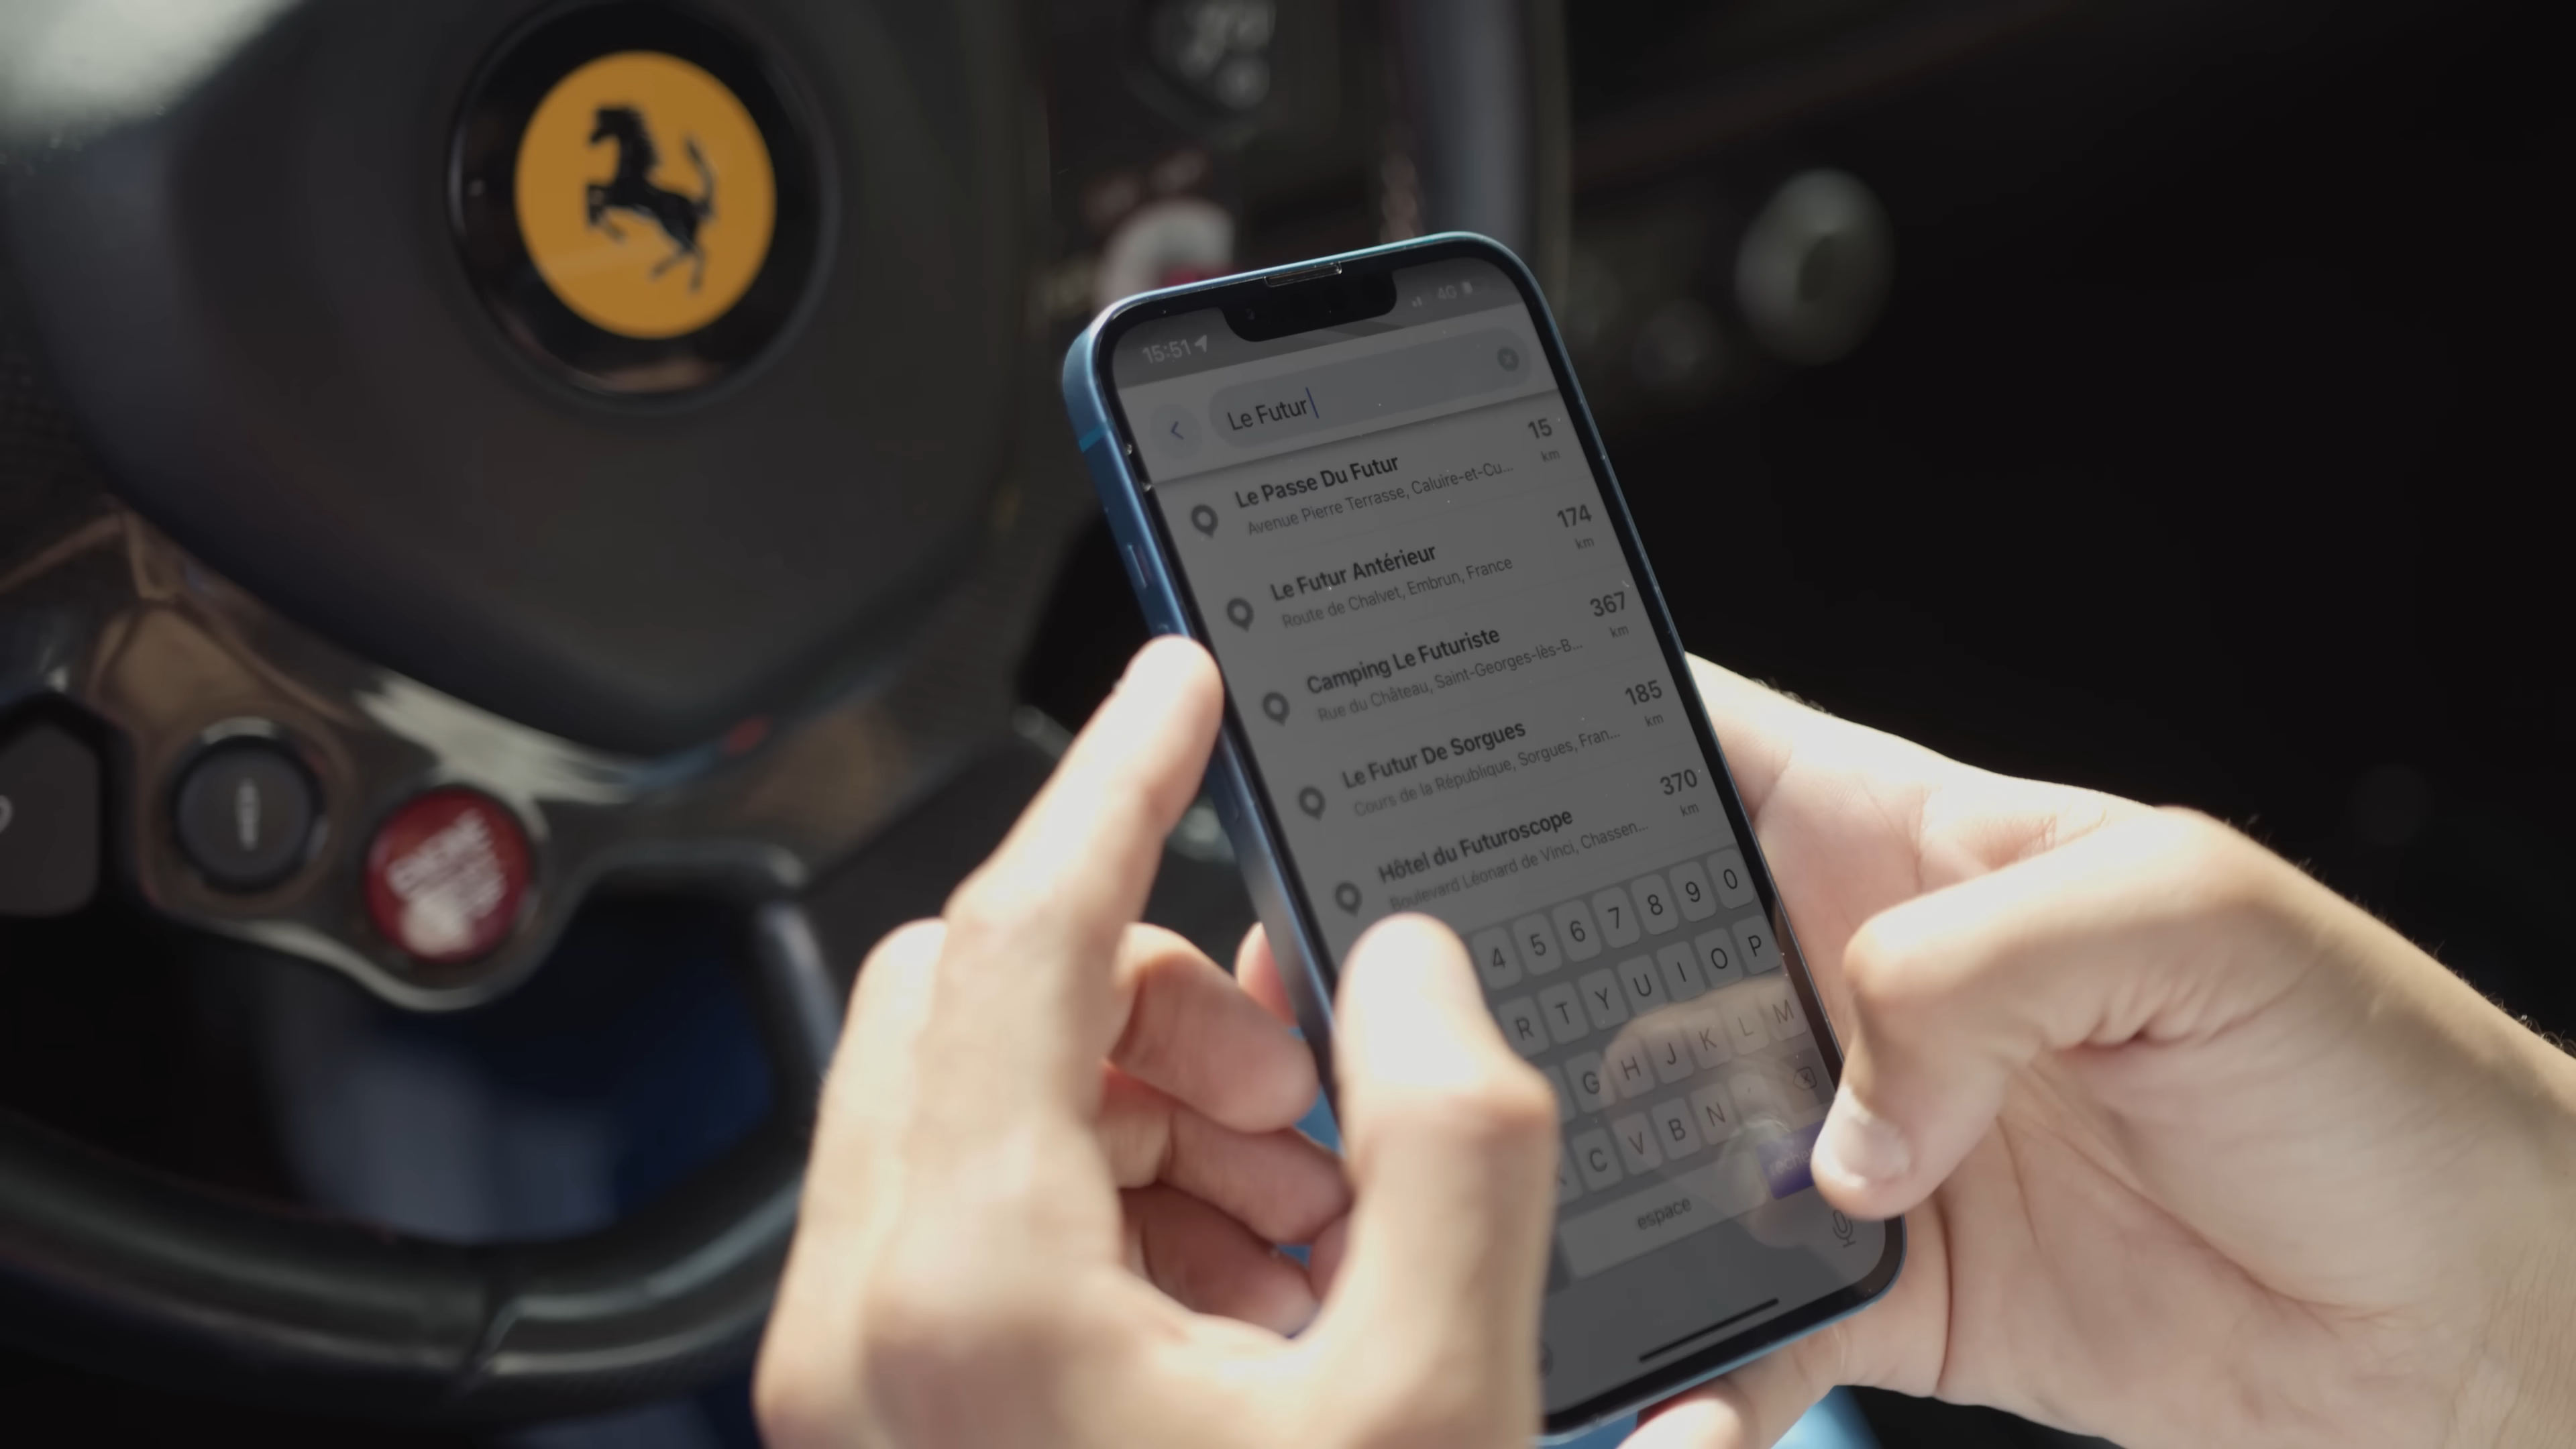 15:51
4G
Le Futur
Le Passe Du Futur
15
Avenue Pierre Terrasse, Caluire-et-Cu...
km
Le Futur Antérieur
174
Route de Chalvet, Embrun, France
km
Camping Le Futuriste
367
Rue du Château, Saint-Georges-lès-B...
km
Le Futur De Sorgues
185
Cours de la République, Sorgues, Fran...
km
Hôtel du Futuroscope
370
Boulevard Léonard de Vinci, Chassen...
km
4 5 6 7 8 9 0
R T Y U I O P
G H J K L M
C V B N
espace